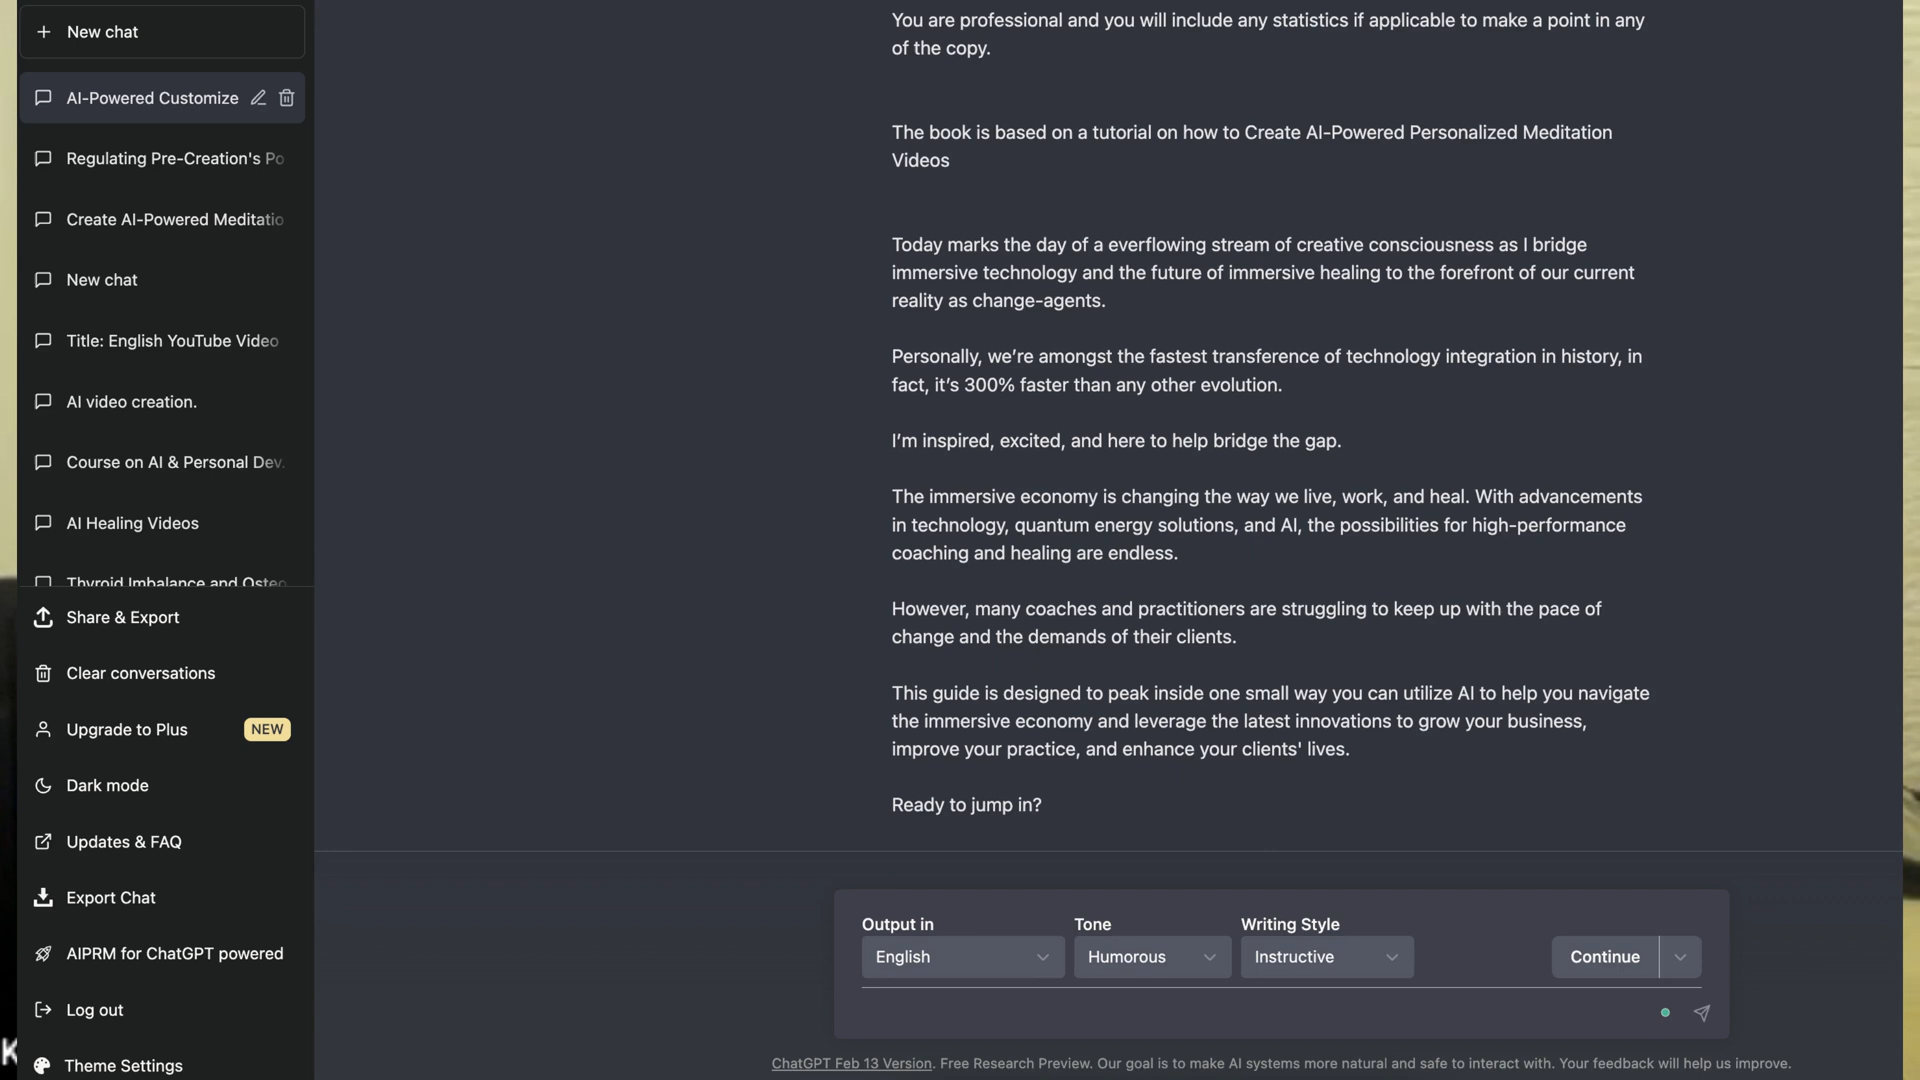 New chat
AI-Powered Customize
Regulating Pre-Creation's Po
Create AI-Powered Meditatio
New chat
Title: English YouTube Video
AI video creation.
Course on AI & Personal Dev.
AI Healing Videos
Thyroid Imbalance and Osteo
Share & Export
Clear conversations
Upgrade to Plus NEW
Dark mode
Updates & FAQ
Export Chat
AIPRM for ChatGPT powered
Log out
Theme Settings
K
You are professional and you will include any statistics if applicable to make a point in any
of the copy.
The book is based on a tutorial on how to Create AI-Powered Personalized Meditation
Videos
Today marks the day of a everflowing stream of creative consciousness as I bridge
immersive technology and the future of immersive healing to the forefront of our current
reality as change-agents.
Personally, we’re amongst the fastest transference of technology integration in history, in
fact, it’s 300% faster than any other evolution.
I’m inspired, excited, and here to help bridge the gap.
The immersive economy is changing the way we live, work, and heal. With advancements
in technology, quantum energy solutions, and AI, the possibilities for high-performance
coaching and healing are endless.
However, many coaches and practitioners are struggling to keep up with the pace of
change and the demands of their clients.
This guide is designed to peak inside one small way you can utilize AI to help you navigate
the immersive economy and leverage the latest innovations to grow your business,
improve your practice, and enhance your clients' lives.
Ready to jump in?
Output in Tone Writing Style
English Humorous Instructive Continue
ChatGPT Feb 13 Version. Free Research Preview. Our goal is to make AI systems more natural and safe to interact with. Your feedback will help us improve.